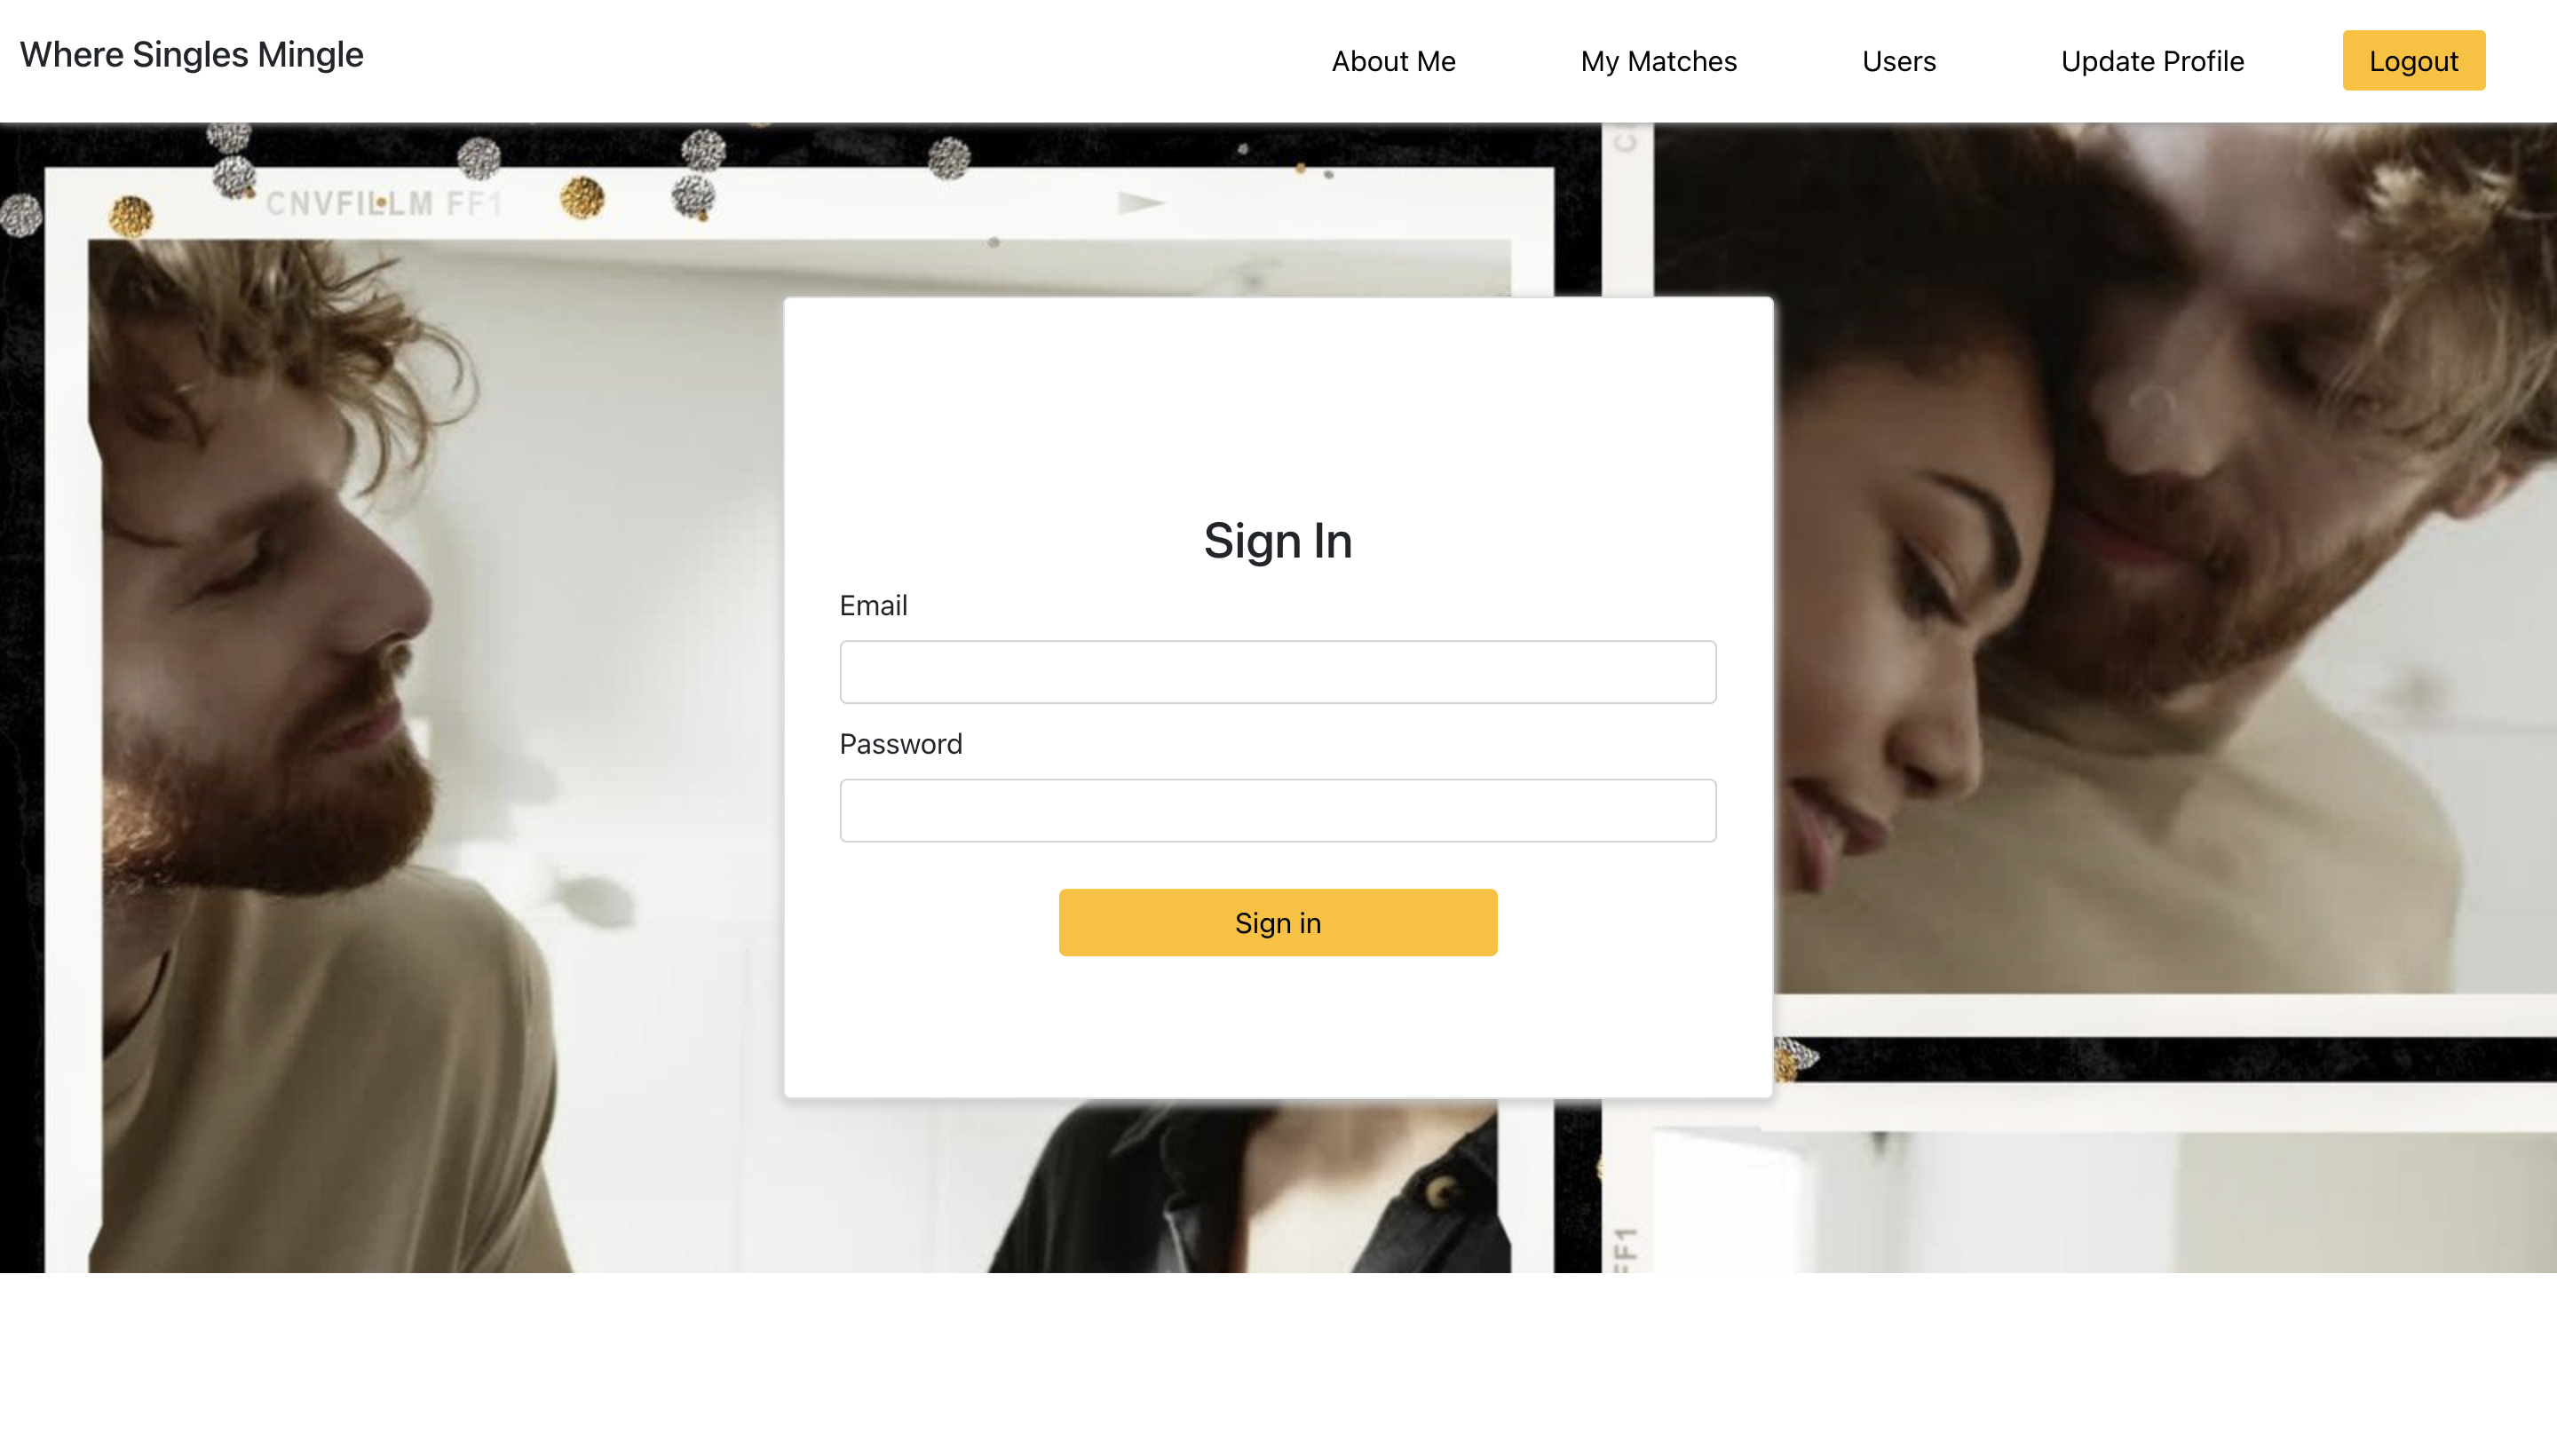 Where Singles Mingle
About Me
My Matches
Users
Update Profile
Logout
CNVFILLM FF1
Sign In
Email
Password
Sign in
FF1